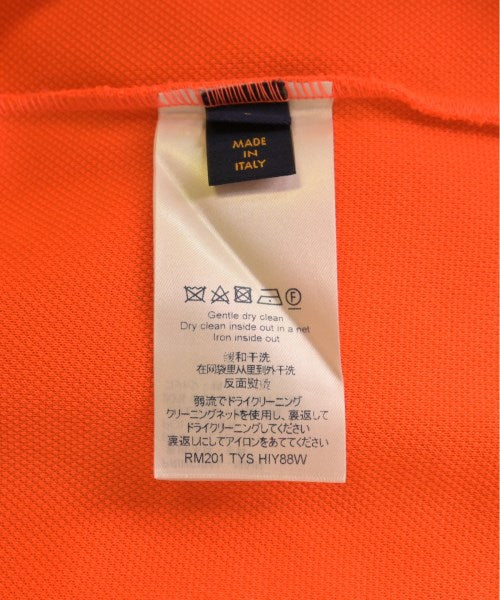 MADE
IN
ITALY
F
Gentle dry clean
Dry clean inside out in a net
Iron inside out
缓和干洗
在网袋里从里到外干洗
反面熨烫
弱流でドライクリーニング
クリーニングネットを使用し、裏返して
ドライクリーニングしてください
裏返しにしてアイロンをあててください
RM201 TYS HIY88W